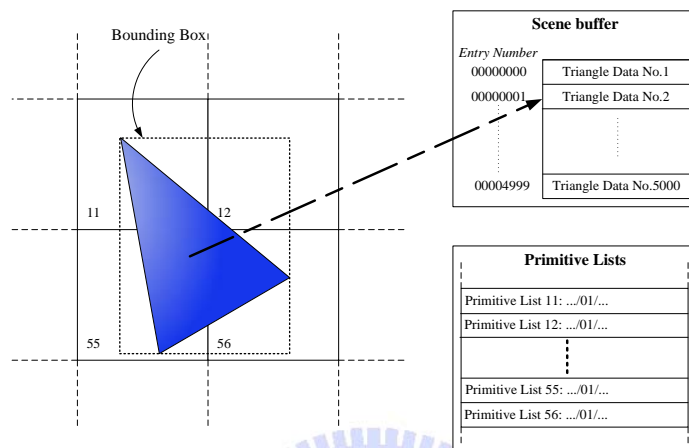 Bounding Box
11
12
55
56
Scene buffer
Entry Number
00000000
Triangle Data No.1
00000001
Triangle Data No.2
00004999
Triangle Data No.5000
Primitive Lists
Primitive List 11: .../01/...
Primitive List 12: .../01/...
Primitive List 55: .../01/...
Primitive List 56: .../01/...